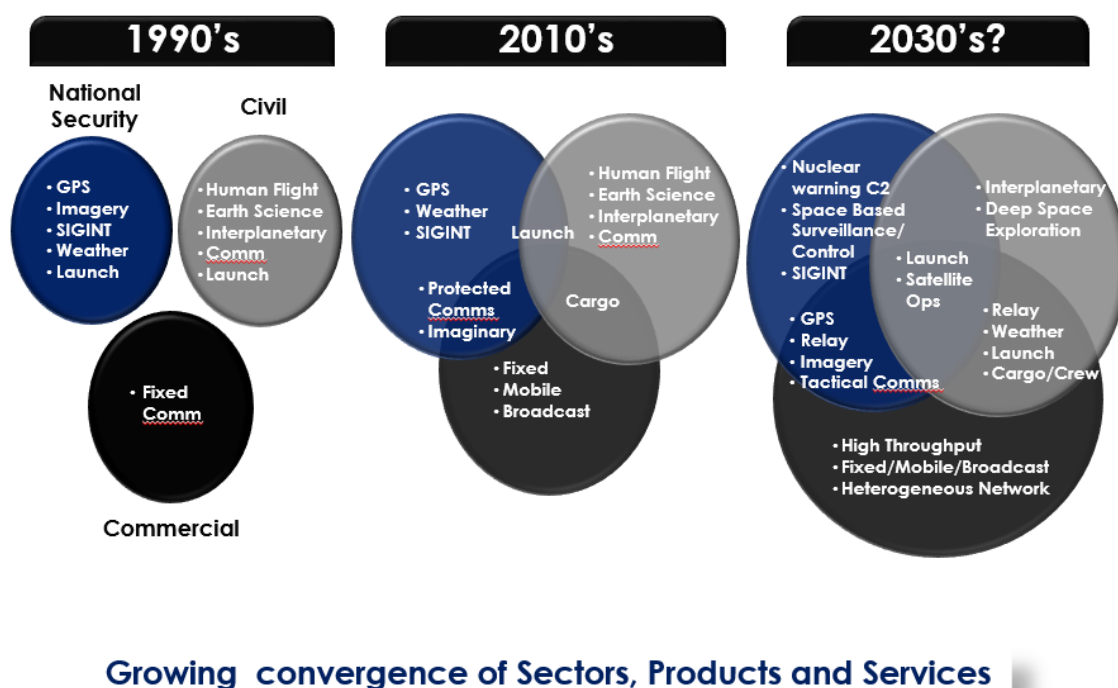 1990's
National
Security
Civil
• GPS
• Imagery
• SIGINT
• Weather
• Launch
• Human Flight
• Earth Science
• Interplanetary
• Comm
• Launch
• Fixed
Comm
Commercial
2010's
• GPS
• Weather
• SIGINT
Launch
• Human Flight
• Earth Science
• Interplanetary
• Comm
• Protected
Comms
• Imaginary
Cargo
• Fixed
• Mobile
• Broadcast
2030's?
• Nuclear
warning C2
• Space Based
Surveillance/
Control
• SIGINT
• Interplanetary
• Deep Space
Exploration
• Launch
• Satellite
Ops
• GPS
• Relay
• Imagery
• Tactical Comms
• Relay
• Weather
• Launch
• Cargo/Crew
• High Throughput
• Fixed/Mobile/Broadcast
• Heterogeneous Network
Growing convergence of Sectors, Products and Services